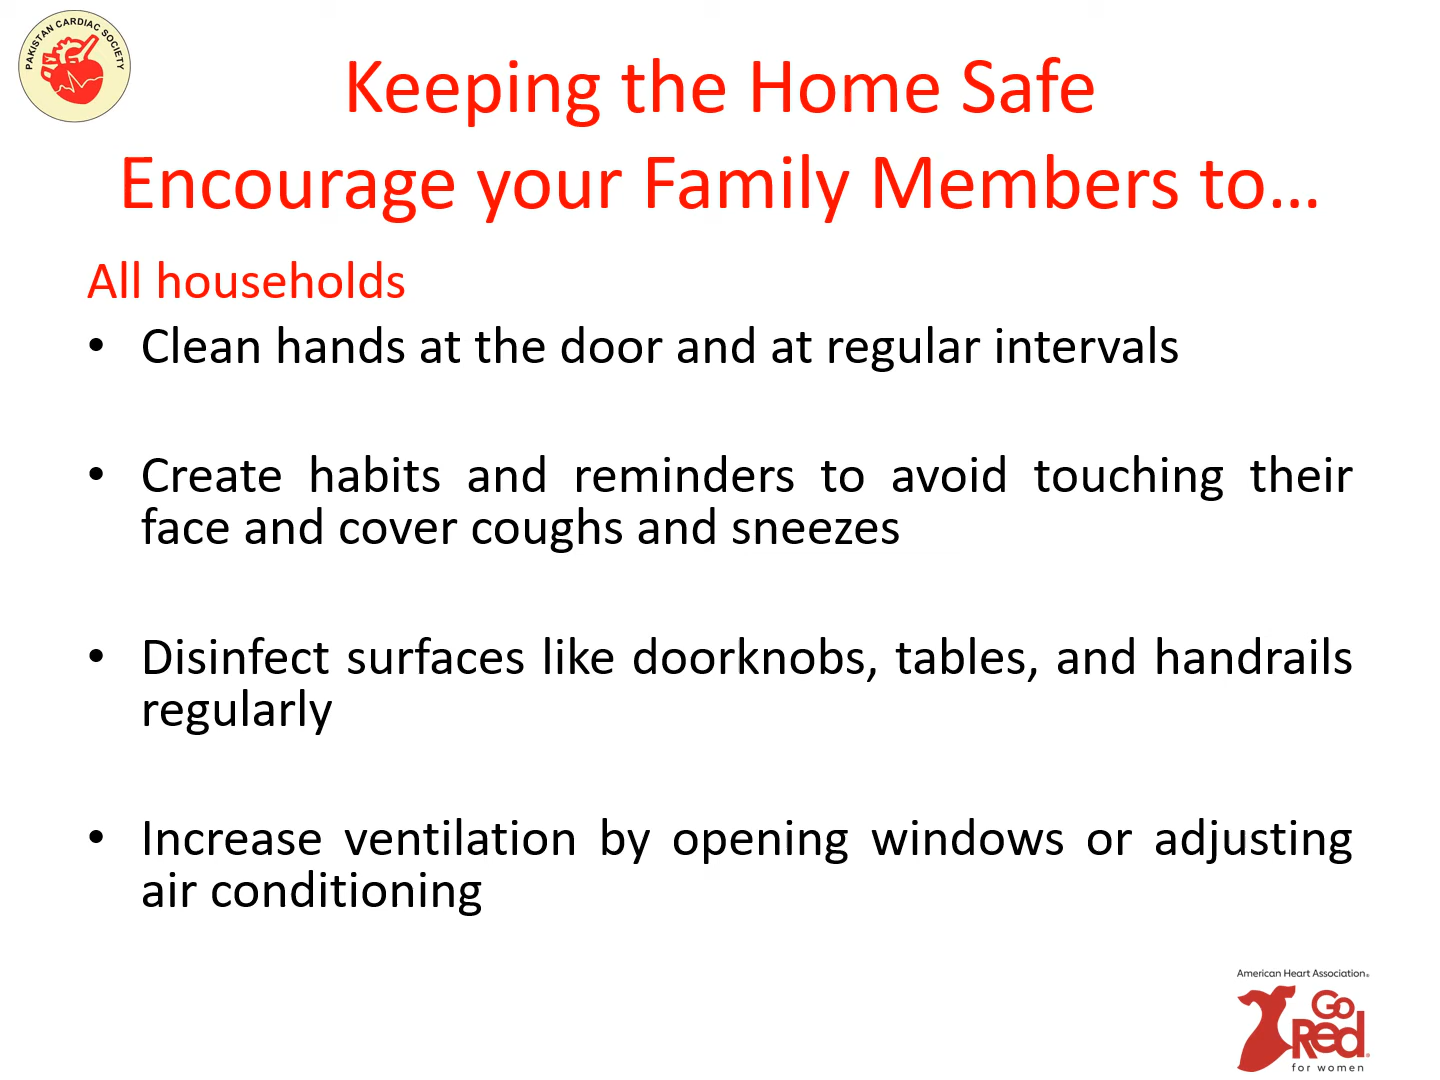 PAKISTAN CARDIAC SOCIETY
Keeping the Home Safe
Encourage your Family Members to...
All households
• Clean hands at the door and at regular intervals
• Create habits and reminders to avoid touching their
face and cover coughs and sneezes
• Disinfect surfaces like doorknobs, tables, and handrails
regularly
• Increase ventilation by opening windows or adjusting
air conditioning
American Heart Association®
Go
Red
for women